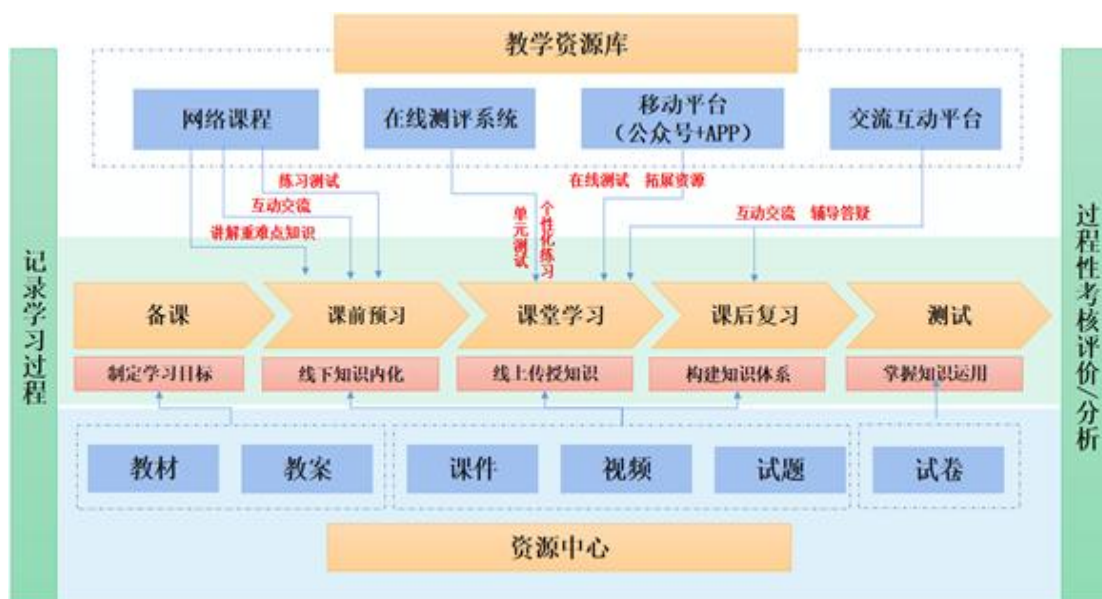 教学资源库
网络课程
在线测评系统
移动平台
（公众号+APP）
交流互动平台
练习测试
互动交流
讲解重难点知识
单元测试
个性化练习
在线测试 拓展资源
互动交流 辅导答疑
记录学习过程
过程性考核评价/分析
备课
课前预习
课堂学习
课后复习
测试
制定学习目标
线下知识内化
线上传授知识
构建知识体系
掌握知识运用
教材
教案
课件
视频
试题
试卷
资源中心